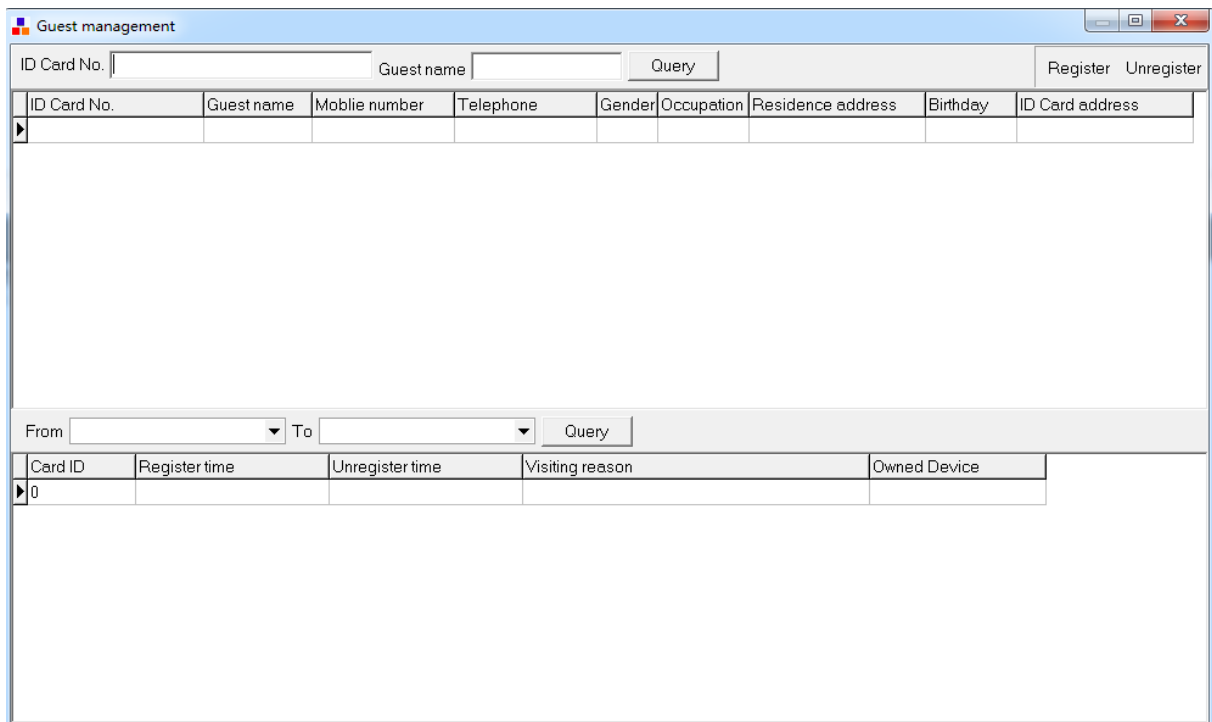 Guest management
ID Card No. Guest name Query Register Unregister
ID Card No. Guest name Moblie number Telephone Gender Occupation Residence address Birthday ID Card address
From To Query
Card ID Register time Unregister time Visiting reason Owned Device
0